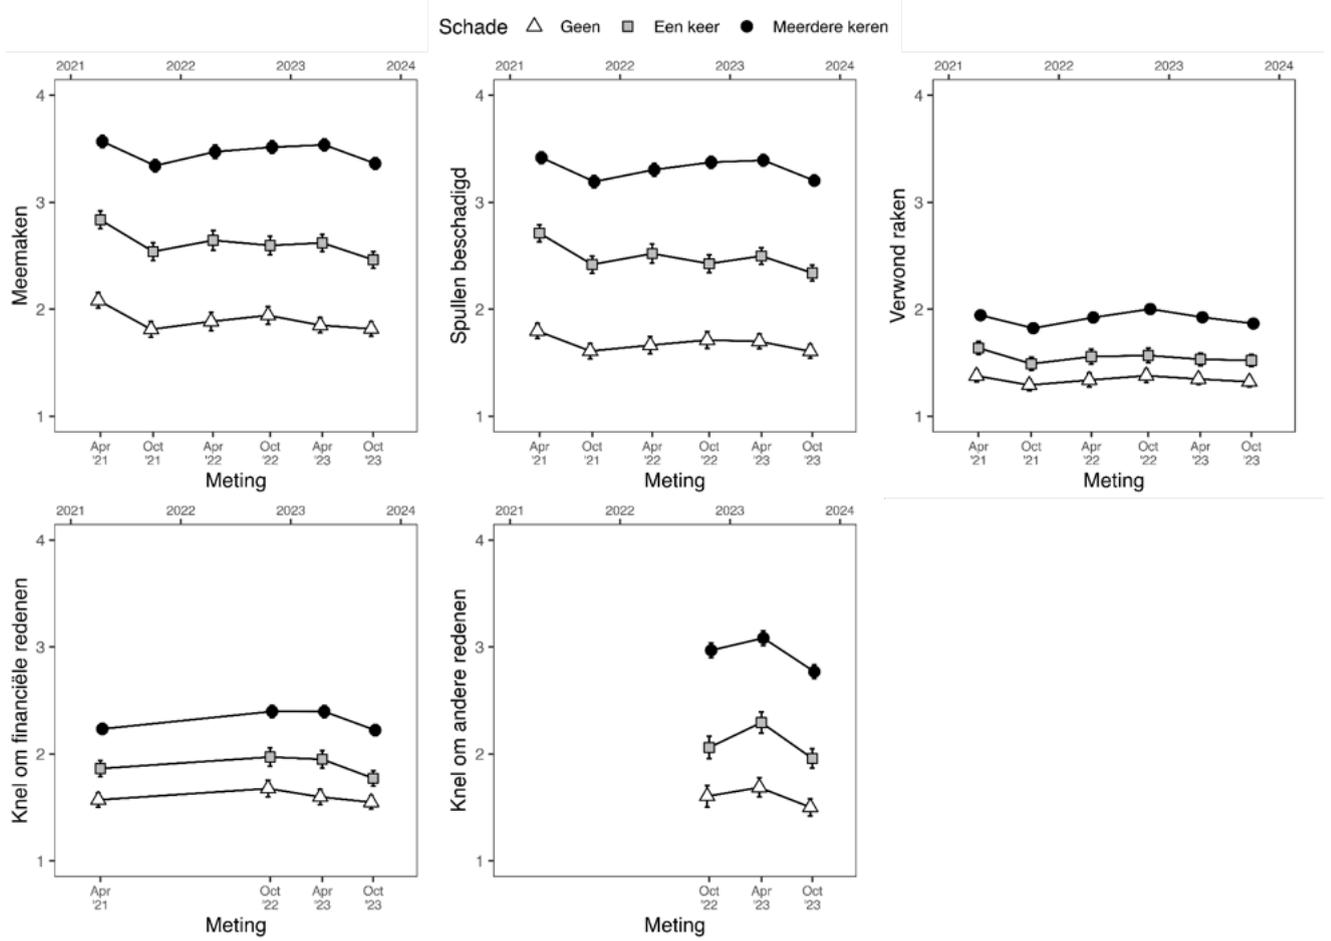 Schade Geen Een keer Meerdere keren
2021 2022 2023 2024
Meemaken
4
3
2
1
Apr '21 Oct '21 Apr '22 Oct '22 Apr '23 Oct '23
Meting
2021 2022 2023 2024
Spullen beschadigd
4
3
2
1
Apr '21 Oct '21 Apr '22 Oct '22 Apr '23 Oct '23
Meting
2021 2022 2023 2024
Verwond raken
4
3
2
1
Apr '21 Oct '21 Apr '22 Oct '22 Apr '23 Oct '23
Meting
2021 2022 2023 2024
Knel om financiële redenen
4
3
2
1
Apr '21 Oct '22 Apr '23 Oct '23
Meting
2021 2022 2023 2024
Knel om andere redenen
4
3
2
1
Oct '22 Apr '23 Oct '23
Meting